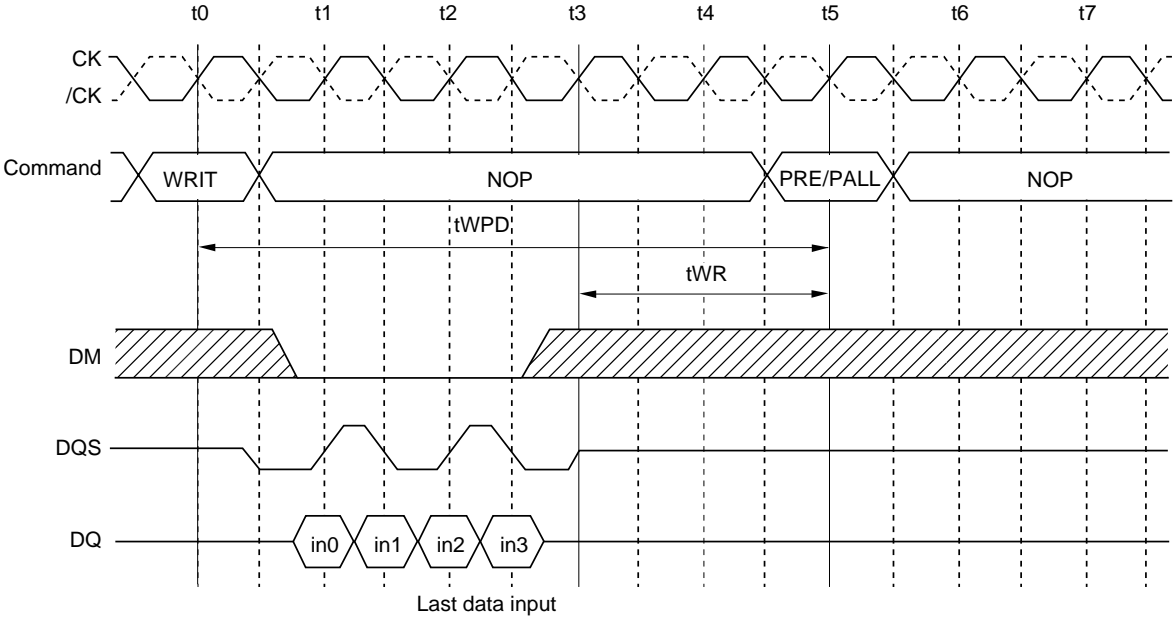 t0 t1 t2 t3 t4 t5 t6 t7
CK
/CK
Command WRIT NOP PRE/PALL NOP
tWPD
tWR
DM
DQS
DQ in0 in1 in2 in3
Last data input